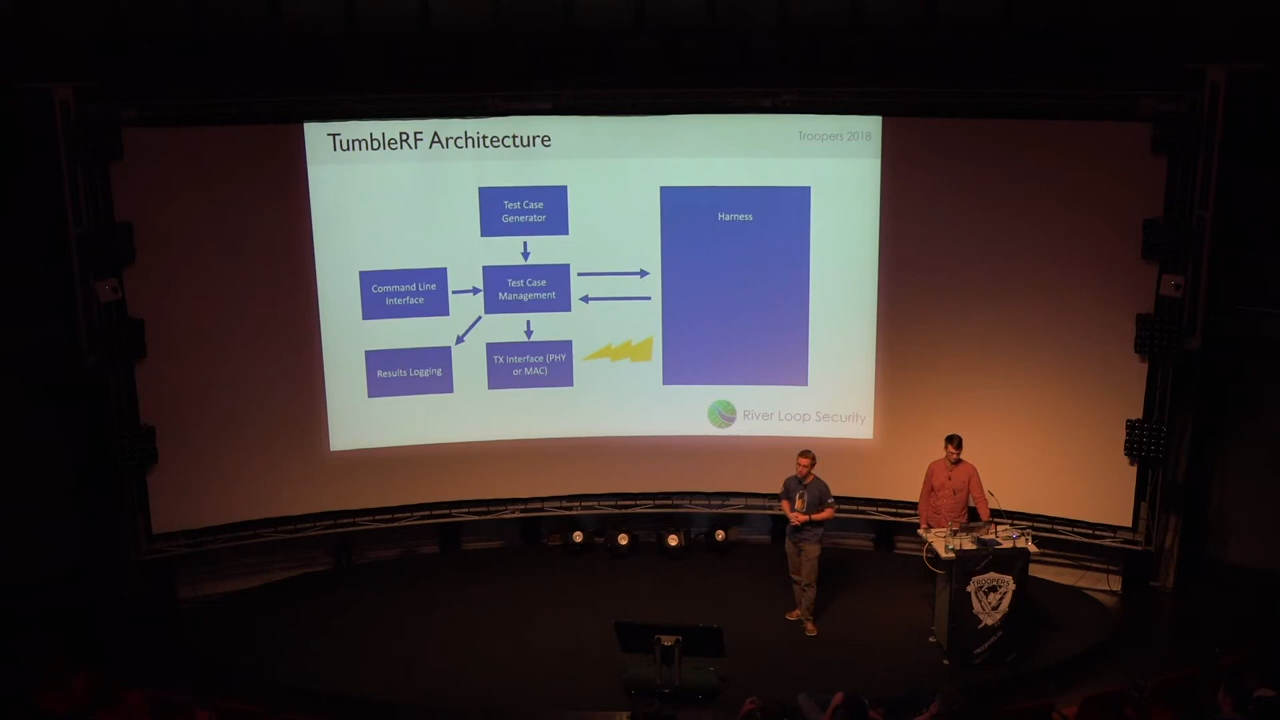 TumbleRF Architecture
Troopers 2018
Test Case
Generator
Harness
Command Line
Interface
Test Case
Management
Results Logging
TX Interface (PHY
or MAC)
River Loop Security
TROOPERS